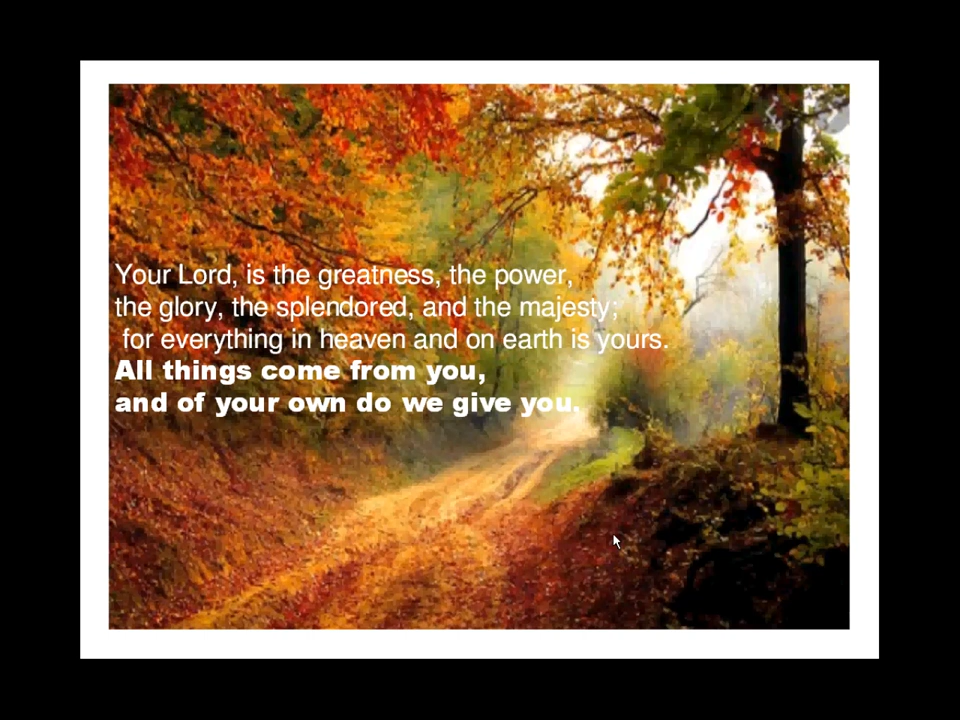 Your Lord, is the greatness, the power,
the glory, the splendored, and the majesty;
for everything in heaven and on earth is yours.
All things come from you,
and of your own do we give you.